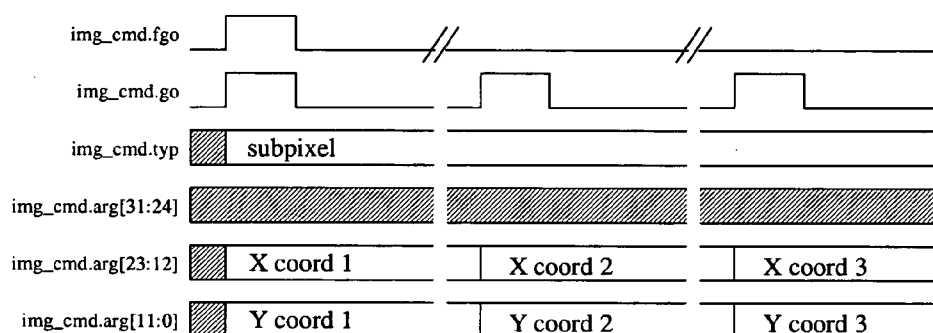 img_cmd.fgo
img_cmd.go
img_cmd.typ subpixel
img_cmd.arg[31:24]
img_cmd.arg[23:12] X coord 1 X coord 2 X coord 3
img_cmd.arg[11:0] Y coord 1 Y coord 2 Y coord 3